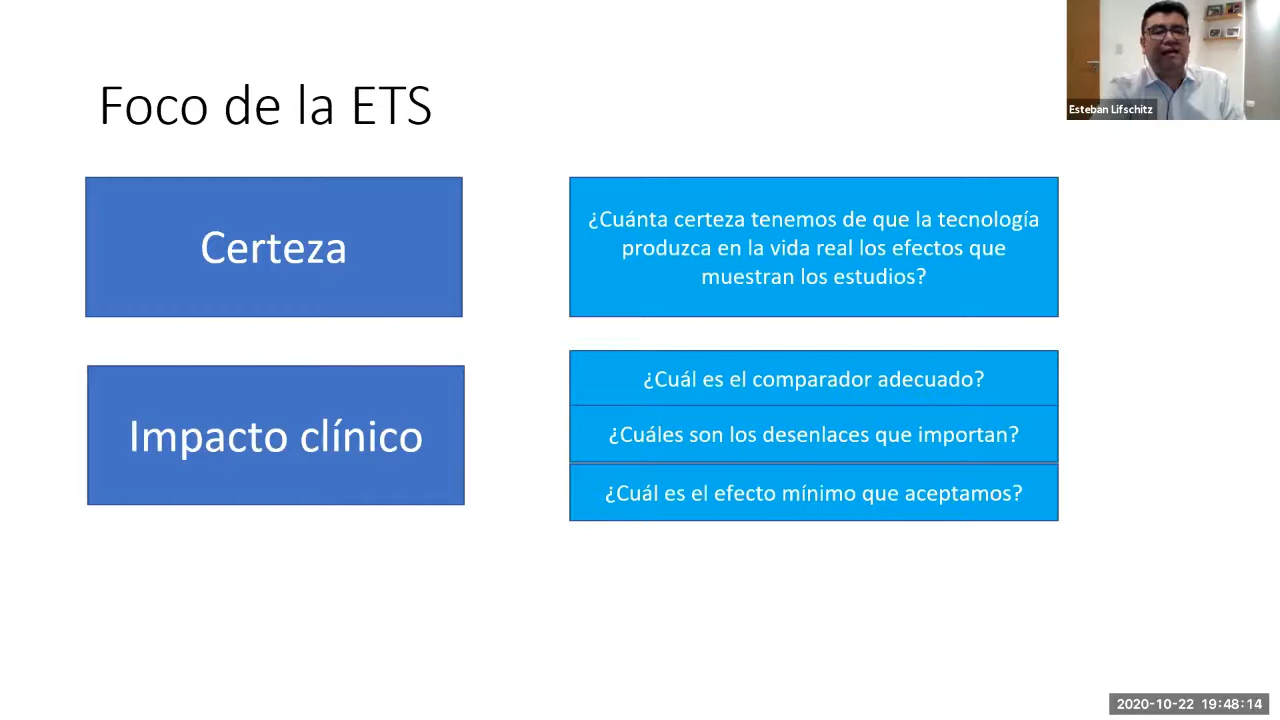 Foco de la ETS
Esteban Lifschitz
Certeza
¿Cuánta certeza tenemos de que la tecnología
produzca en la vida real los efectos que
muestran los estudios?
Impacto clínico
¿Cuál es el comparador adecuado?
¿Cuáles son los desenlaces que importan?
¿Cuál es el efecto mínimo que aceptamos?
2020-10-22 19:48:14